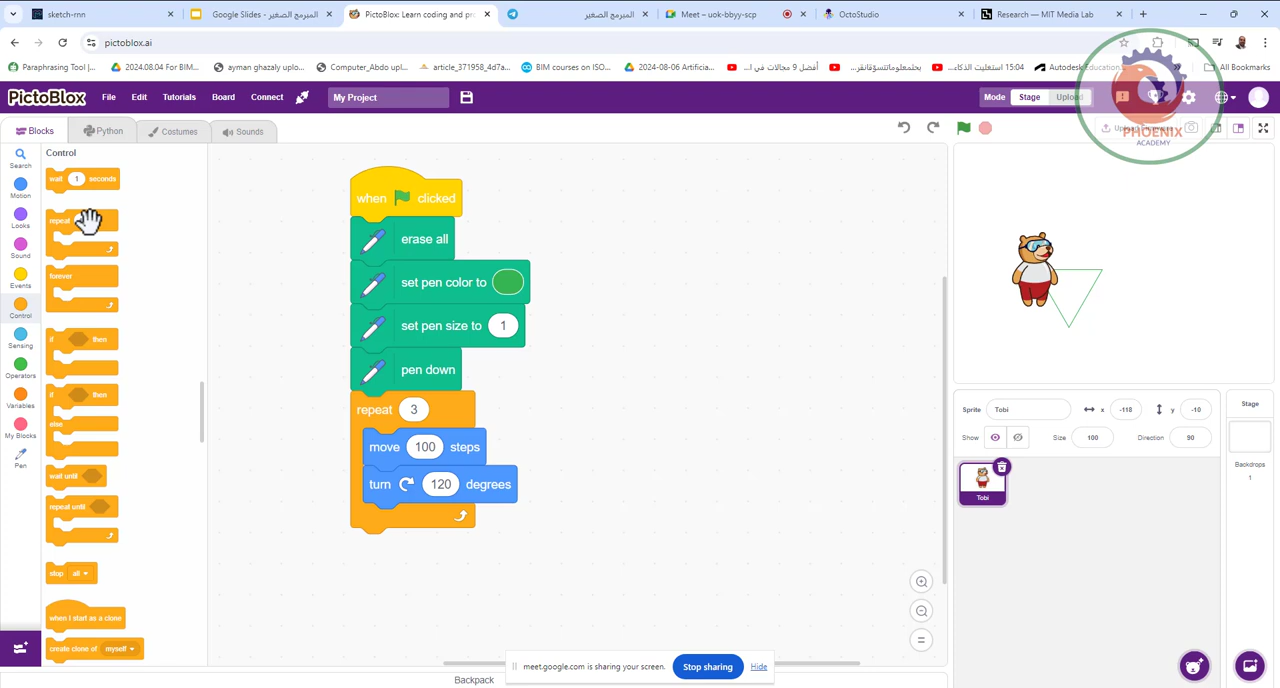 sketch-rnn
Google Slides - المبرمج الصغير
PictoBlox: Learn coding and pro
المبرمج الصغير
Meet – uok-bbyy-scp
OctoStudio
Research — MIT Media Lab
pictoblox.ai
Paraphrasing Tool |...
2024.08.04 For BIM...
ayman ghazaly uplo...
Computer_Abdo upl...
article_371958_4d7a...
BIM courses on ISO...
2024-08-06 Artificia...
أفضل 9 مجالات في ا...
15:04 استغليت الذكاء...
Autodesk Education
All Bookmarks
PictoBlox
File
Edit
Tutorials
Board
Connect
My Project
Mode
Stage
Upload
Blocks
Python
Costumes
Sounds
PHOENIX
ACADEMY
Search
Motion
Looks
Sound
Events
Control
Sensing
Operators
Variables
My Blocks
Pen
Control
wait 1 seconds
repeat
forever
if then
if then
else
wait until
repeat until
stop all
when I start as a clone
create clone of myself
when clicked
erase all
set pen color to
set pen size to 1
pen down
repeat 3
move 100 steps
turn 120 degrees
Sprite Tobi x -118 y -10
Show Size 100 Direction 90
Tobi
Stage
Backdrops
1
meet.google.com is sharing your screen. Stop sharing Hide
Backpack